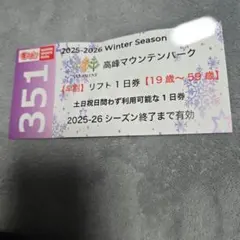 351
2025-2026 Winter Season
高峰マウンテンパーク
【早割】リフト1日券【19歳～59歳】
土日祝日問わず利用可能な1日券
2025-26 シーズン終了まで有効